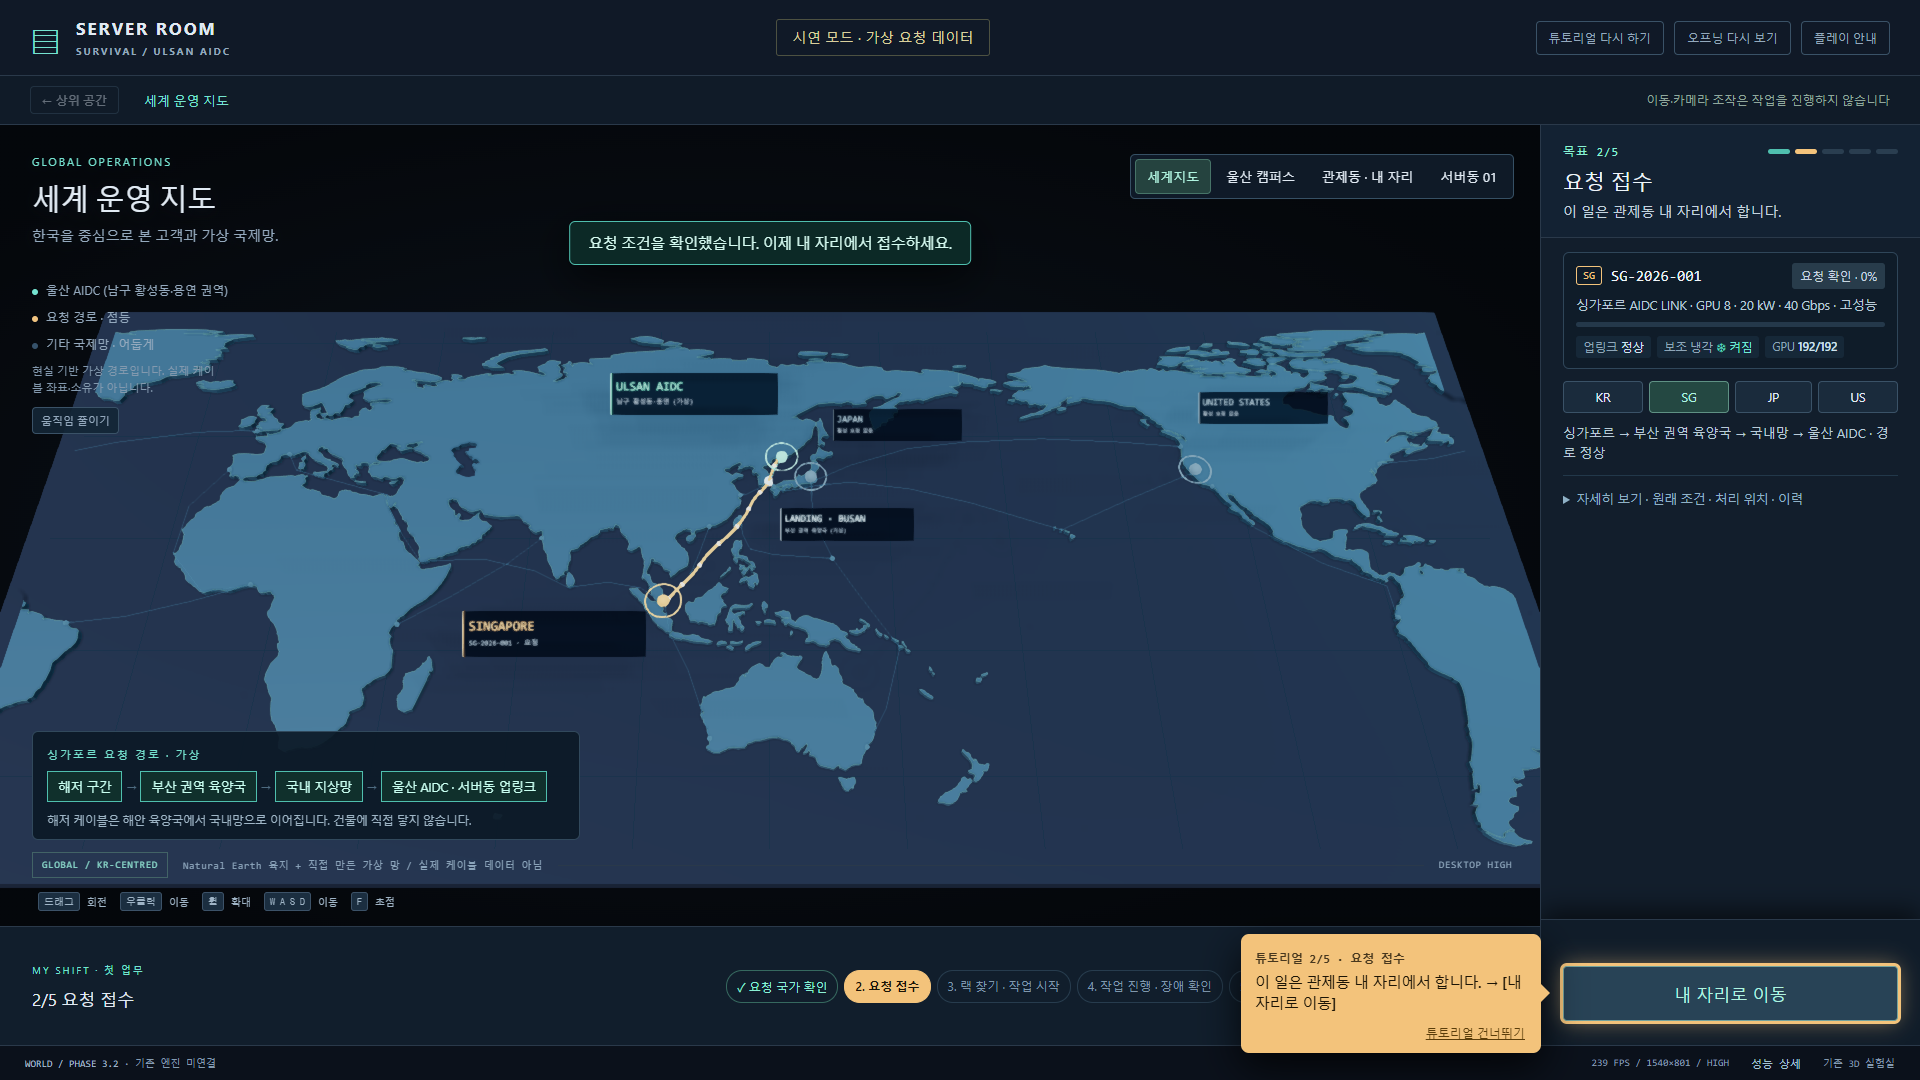 SERVER ROOM
SURVIVAL / ULSAN AIDC
시연 모드 · 가상 요청 데이터
튜토리얼 다시 하기
오프닝 다시 보기
플레이 안내
← 상위 공간
세계 운영 지도
이동·카메라 조작은 작업을 진행하지 않습니다
GLOBAL OPERATIONS
세계 운영 지도
한국을 중심으로 본 고객과 가상 국제망.
세계지도
울산 캠퍼스
관제동 · 내 자리
서버동 01
요청 조건을 확인했습니다. 이제 내 자리에서 접수하세요.
울산 AIDC (남구 황성동·용연 권역)
요청 경로 · 점등
기타 국제망 · 어둡게
현실 기반 가상 경로입니다. 실제 케이
블 좌표·소유가 아닙니다.
움직임 줄이기
ULSAN AIDC
남구 황성동·용연 (가상)
JAPAN
UNITED STATES
LANDING · BUSAN
부산 권역 육양국 (가상)
SINGAPORE
SG-2026-001 · 요청
싱가포르 요청 경로 · 가상
해저 구간 → 부산 권역 육양국 → 국내 지상망 → 울산 AIDC · 서버동 업링크
해저 케이블은 해안 육양국에서 국내망으로 이어집니다. 건물에 직접 닿지 않습니다.
GLOBAL / KR-CENTRED
Natural Earth 육지 + 직접 만든 가상 망 / 실제 케이블 데이터 아님
DESKTOP HIGH
드래그 회전 우클릭 이동 휠 확대 W A S D 이동 F 초점
목표 2/5
요청 접수
이 일은 관제동 내 자리에서 합니다.
SG SG-2026-001 요청 확인 · 0%
싱가포르 AIDC LINK · GPU 8 · 20 kW · 40 Gbps · 고성능
업링크 정상 보조 냉각 ❄ 켜짐 GPU 192/192
KR SG JP US
싱가포르 → 부산 권역 육양국 → 국내망 → 울산 AIDC · 경
로 정상
▶ 자세히 보기 · 원래 조건 · 처리 위치 · 이력
MY SHIFT · 첫 업무
2/5 요청 접수
✓ 요청 국가 확인
2. 요청 접수
3. 랙 찾기 · 작업 시작
4. 작업 진행 · 장애 확인
튜토리얼 2/5 · 요청 접수
이 일은 관제동 내 자리에서 합니다. → [내
자리로 이동]
튜토리얼 건너뛰기
내 자리로 이동
WORLD / PHASE 3.2 · 기존 엔진 미연결
239 FPS / 1540×801 / HIGH
성능 상세
기존 3D 실험실